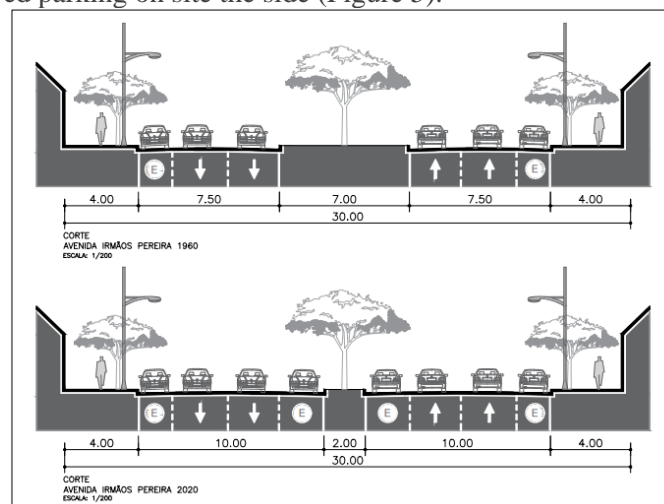 ed parking on site the side (Figure 5).
E E
4.00 7.50 7.00 7.50 4.00
30.00
CORTE
AVENIDA IRMÃOS PEREIRA 1960
ESCALA: 1/200
E E E E
4.00 10.00 2.00 10.00 4.00
30.00
CORTE
AVENIDA IRMÃOS PEREIRA 2020
ESCALA: 1/200